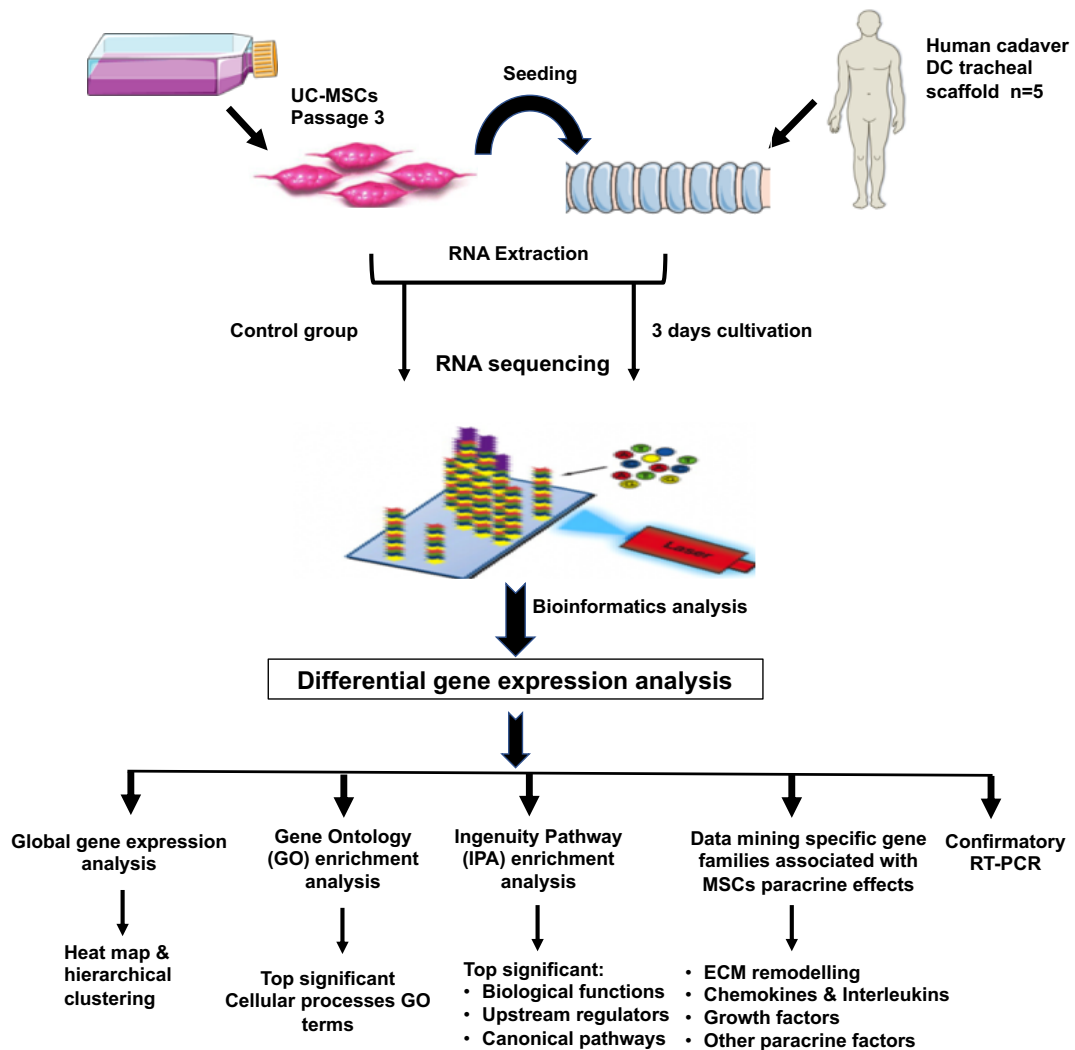 UC-MSCs
Passage 3
Seeding
Human cadaver
DC tracheal
scaffold n=5
RNA Extraction
Control group
3 days cultivation
RNA sequencing
Laser
Bioinformatics analysis
Differential gene expression analysis
Global gene expression
analysis
Gene Ontology
(GO) enrichment
analysis
Ingenuity Pathway
(IPA) enrichment
analysis
Data mining specific gene
families associated with
MSCs paracrine effects
Confirmatory
RT-PCR
Heat map &
hierarchical
clustering
Top significant
Cellular processes GO
terms
Top significant:
• Biological functions
• Upstream regulators
• Canonical pathways
• ECM remodelling
• Chemokines & Interleukins
• Growth factors
• Other paracrine factors